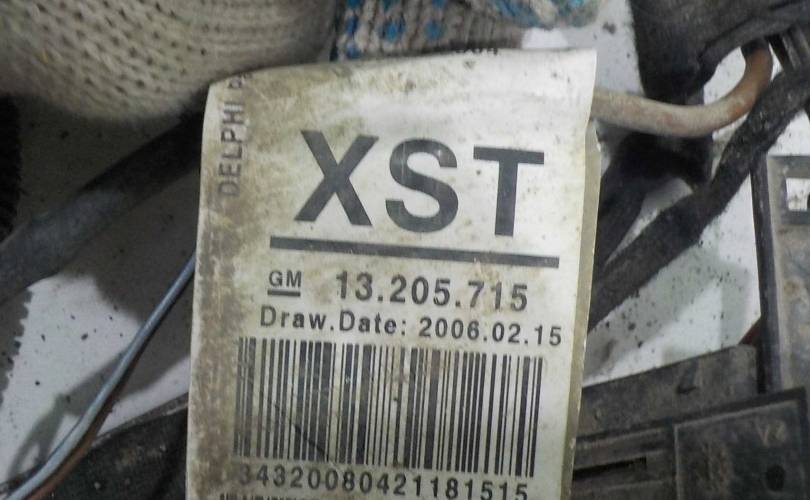 DELPHI
XST
GM 13.205.715
Draw.Date: 2006.02.15
34320080421181515